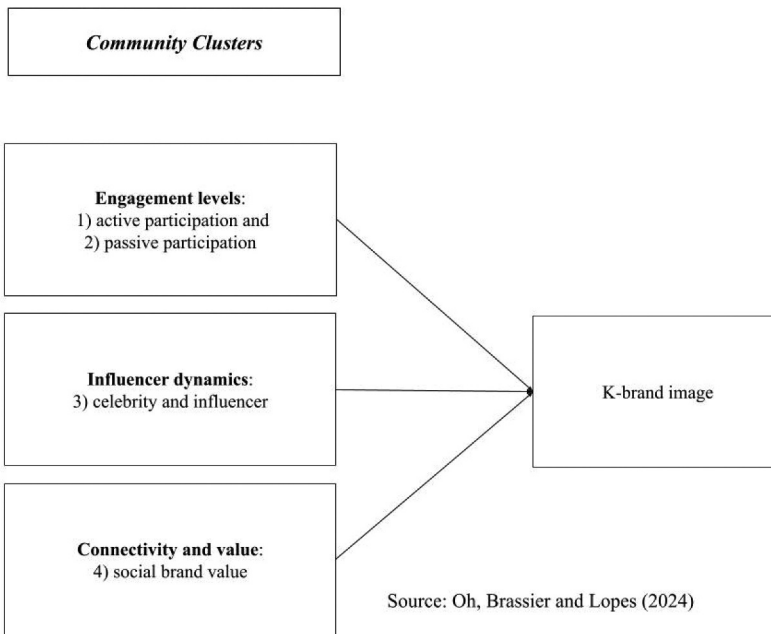 Community Clusters
Engagement levels:
1) active participation and
2) passive participation
Influencer dynamics:
3) celebrity and influencer
K-brand image
Connectivity and value:
4) social brand value
Source: Oh, Brassier and Lopes (2024)